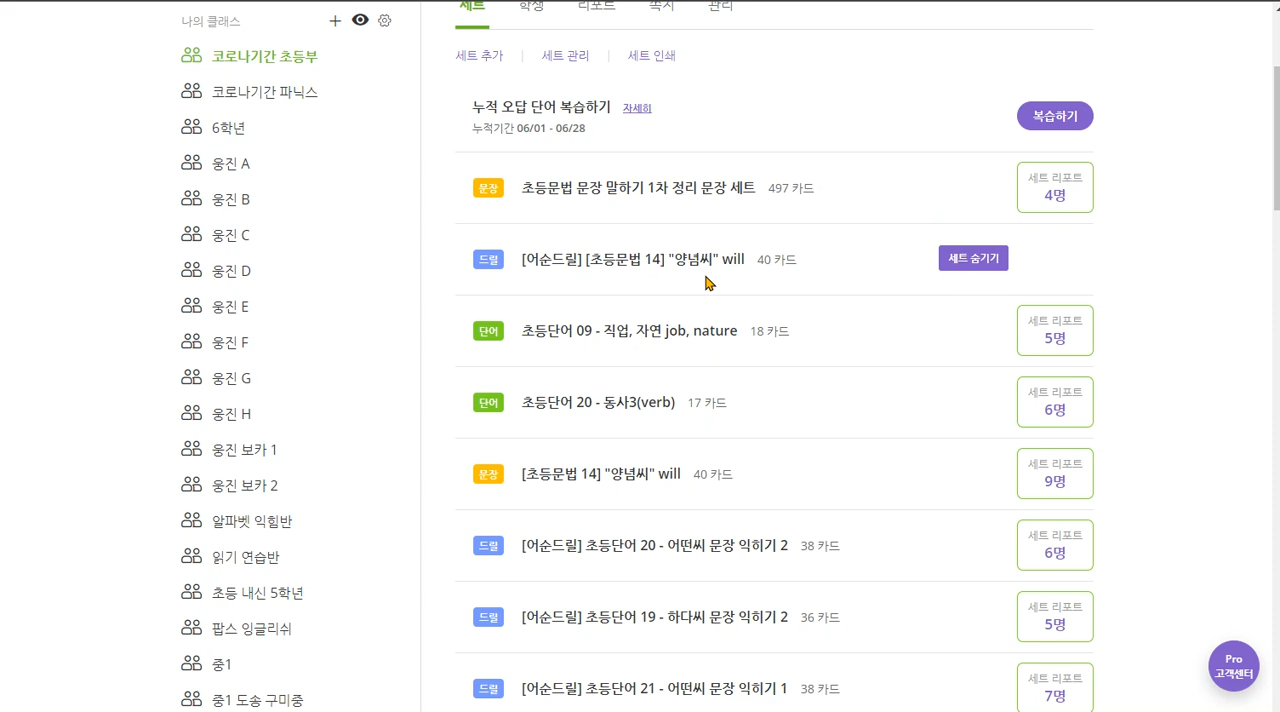 나의 클래스
코로나기간 초등부
코로나기간 파닉스
6학년
웅진 A
웅진 B
웅진 C
웅진 D
웅진 E
웅진 F
웅진 G
웅진 H
웅진 보카 1
웅진 보카 2
알파벳 익힘반
읽기 연습반
초등 내신 5학년
팝스 잉글리쉬
중1
중1 도송 구미중
세트 학생 리포트 쪽지 관리
세트 추가 | 세트 관리 | 세트 인쇄
누적 오답 단어 복습하기 자세히
누적기간 06/01 - 06/28
복습하기
문장 초등문법 문장 말하기 1차 정리 문장 세트 497 카드
세트 리포트
4명
드릴 [어순드릴] [초등문법 14] "양념씨" will 40 카드
세트 숨기기
단어 초등단어 09 - 직업, 자연 job, nature 18 카드
세트 리포트
5명
단어 초등단어 20 - 동사3(verb) 17 카드
세트 리포트
6명
문장 [초등문법 14] "양념씨" will 40 카드
세트 리포트
9명
드릴 [어순드릴] 초등단어 20 - 어떤씨 문장 익히기 2 38 카드
세트 리포트
6명
드릴 [어순드릴] 초등단어 19 - 하다씨 문장 익히기 2 36 카드
세트 리포트
5명
드릴 [어순드릴] 초등단어 21 - 어떤씨 문장 익히기 1 38 카드
세트 리포트
7명
Pro
고객센터